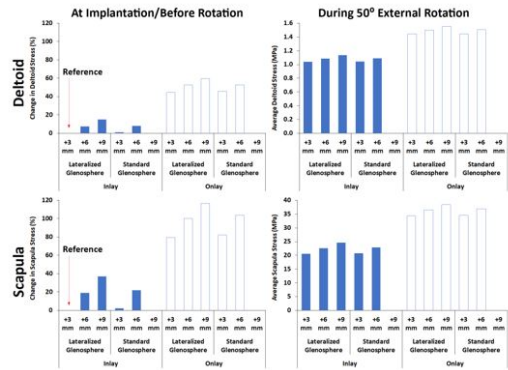 At Implantation/Before Rotation
During 50° External Rotation
Deltoid
Change in Deltoid Stress (%)
120
100
80
60
40
20
0
Reference
+3 +6 +9 +3 +6 +9 +3 +6 +9 +3 +6 +9
mm mm mm mm mm mm mm mm mm mm mm mm
Lateralized Glenosphere
Standard Glenosphere
Lateralized Glenosphere
Standard Glenosphere
Inlay
Onlay
Average Deltoid Stress (MPa)
1.6
1.4
1.2
1.0
0.8
0.6
0.4
0.2
0.0
+3 +6 +9 +3 +6 +9 +3 +6 +9 +3 +6 +9
mm mm mm mm mm mm mm mm mm mm mm mm
Lateralized Glenosphere
Standard Glenosphere
Lateralized Glenosphere
Standard Glenosphere
Inlay
Onlay
Scapula
Change in Scapula Stress (%)
120
100
80
60
40
20
0
Reference
+3 +6 +9 +3 +6 +9 +3 +6 +9 +3 +6 +9
mm mm mm mm mm mm mm mm mm mm mm mm
Lateralized Glenosphere
Standard Glenosphere
Lateralized Glenosphere
Standard Glenosphere
Inlay
Onlay
Average Scapula Stress (MPa)
40
35
30
25
20
15
10
5
0
+3 +6 +9 +3 +6 +9 +3 +6 +9 +3 +6 +9
mm mm mm mm mm mm mm mm mm mm mm mm
Lateralized Glenosphere
Standard Glenosphere
Lateralized Glenosphere
Standard Glenosphere
Inlay
Onlay